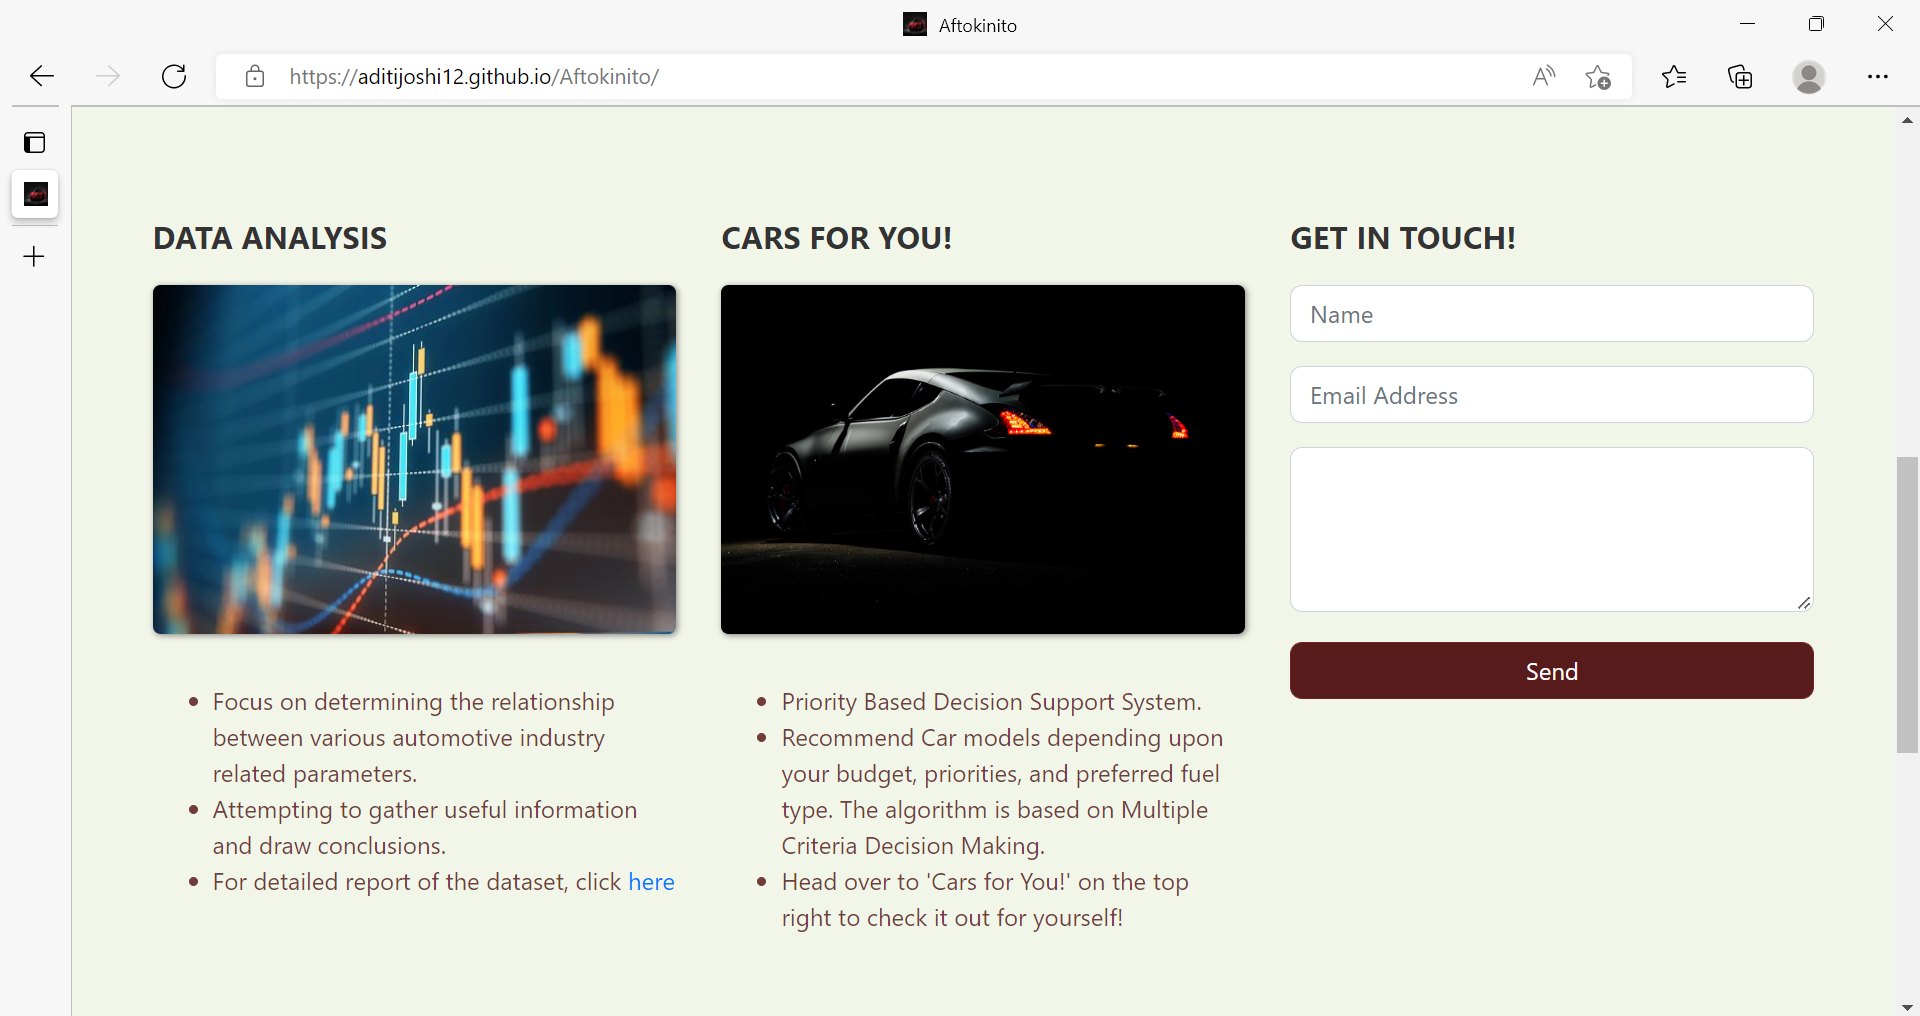 Aftokinito
https://aditijoshi12.github.io/Aftokinito/
DATA ANALYSIS
Focus on determining the relationship
between various automotive industry
related parameters.
Attempting to gather useful information
and draw conclusions.
For detailed report of the dataset, click here
CARS FOR YOU!
Priority Based Decision Support System.
Recommend Car models depending upon
your budget, priorities, and preferred fuel
type. The algorithm is based on Multiple
Criteria Decision Making.
Head over to 'Cars for You!' on the top
right to check it out for yourself!
GET IN TOUCH!
Name
Email Address
Send